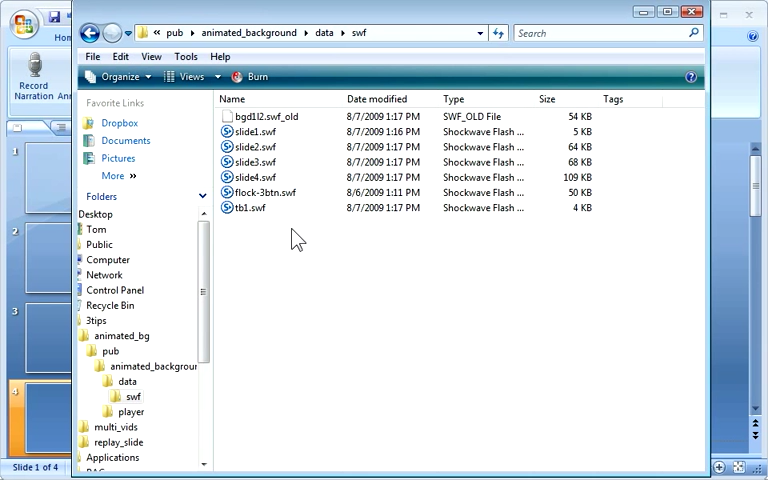 Hom
Record
Narration
An
« pub animated_background data swf
Search
File Edit View Tools Help
Organize Views Burn
Favorite Links
Dropbox
Documents
Pictures
More »
Folders
Desktop
Tom
Public
Computer
Network
Control Panel
Recycle Bin
3tips
animated_bg
pub
animated_backgrour
data
swf
player
multi_vids
replay_slide
Applications
Name Date modified Type Size Tags
bgd1l2.swf_old 8/7/2009 1:17 PM SWF_OLD File 54 KB
slide1.swf 8/7/2009 1:16 PM Shockwave Flash ... 5 KB
slide2.swf 8/7/2009 1:17 PM Shockwave Flash ... 64 KB
slide3.swf 8/7/2009 1:17 PM Shockwave Flash ... 68 KB
slide4.swf 8/7/2009 1:17 PM Shockwave Flash ... 109 KB
flock-3btn.swf 8/6/2009 1:11 PM Shockwave Flash ... 50 KB
tb1.swf 8/7/2009 1:17 PM Shockwave Flash ... 4 KB
1
2
3
4
Slide 1 of 4